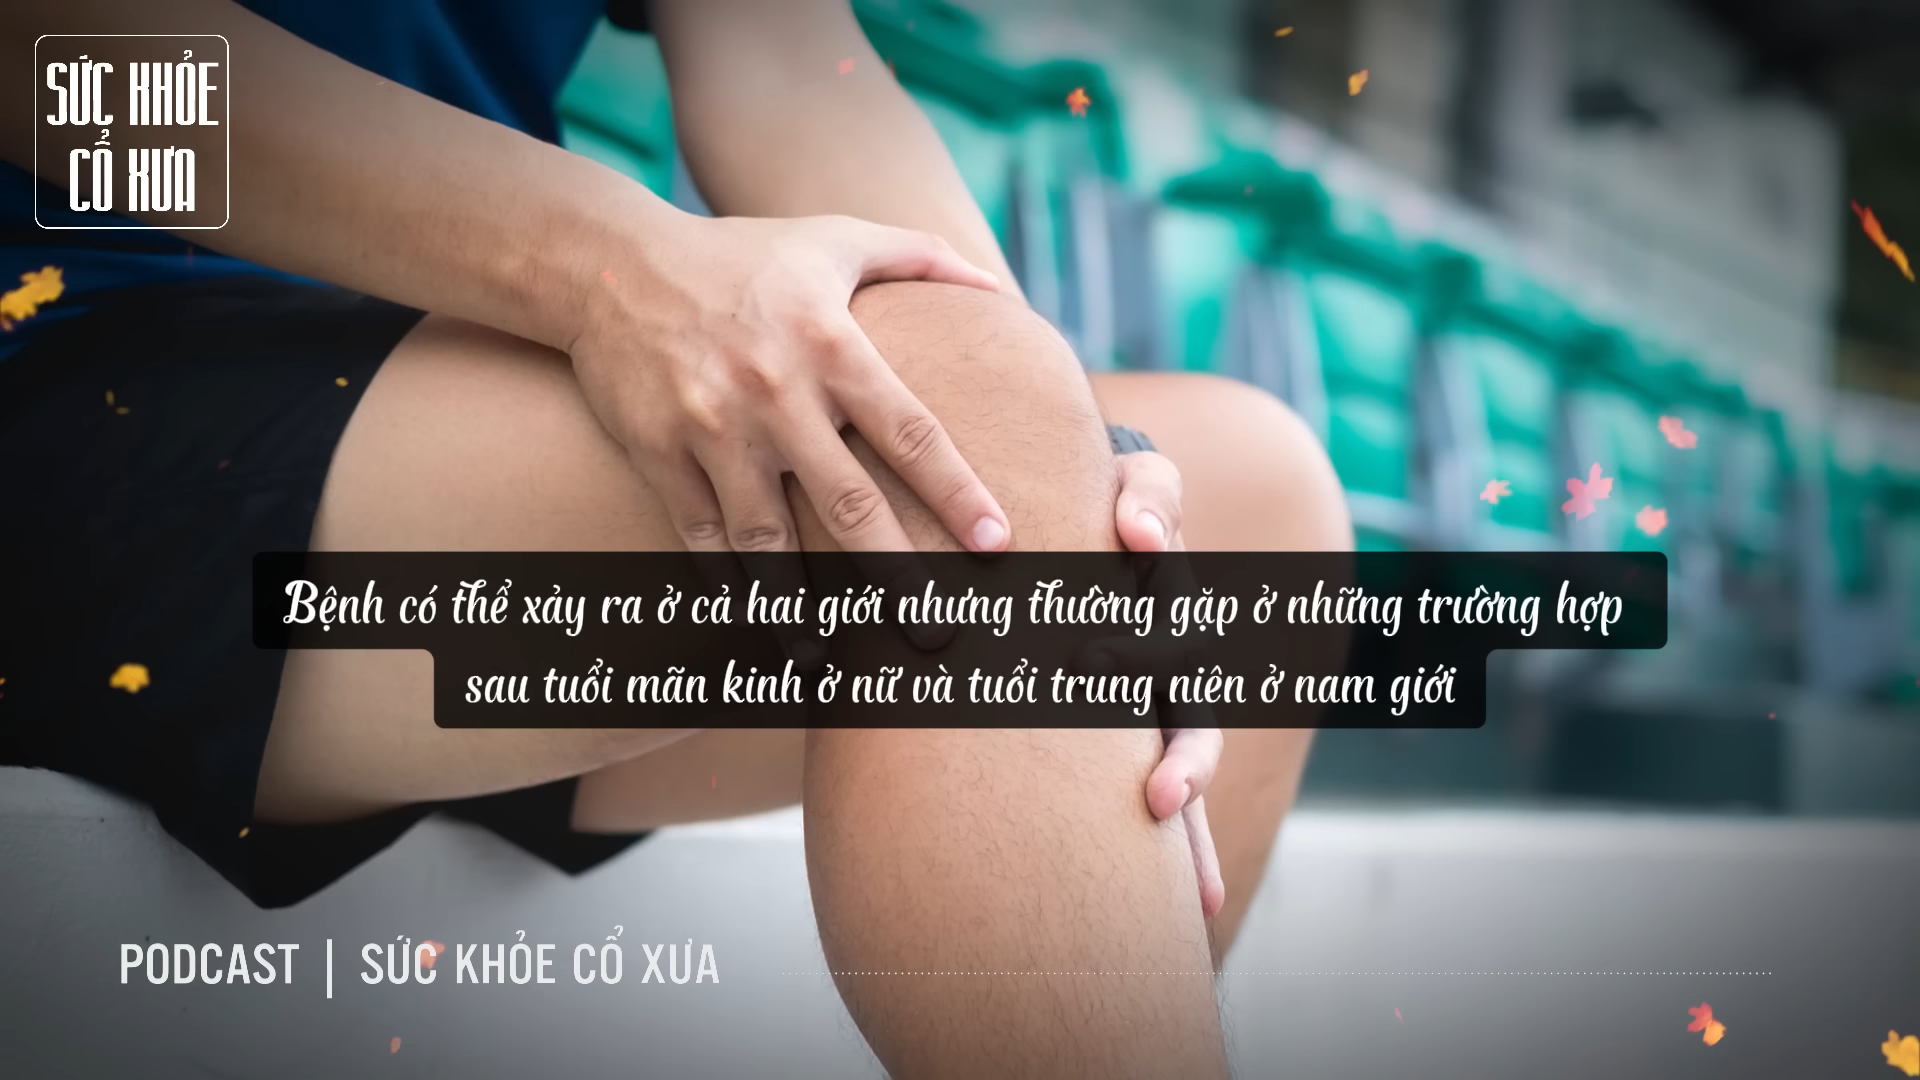 SỨC KHỎE
CỔ XƯA
Bệnh có thể xảy ra ở cả hai giới nhưng thường gặp ở những trường hợp
sau tuổi mãn kinh ở nữ và tuổi trung niên ở nam giới
PODCAST | SỨC KHỎE CỔ XƯA